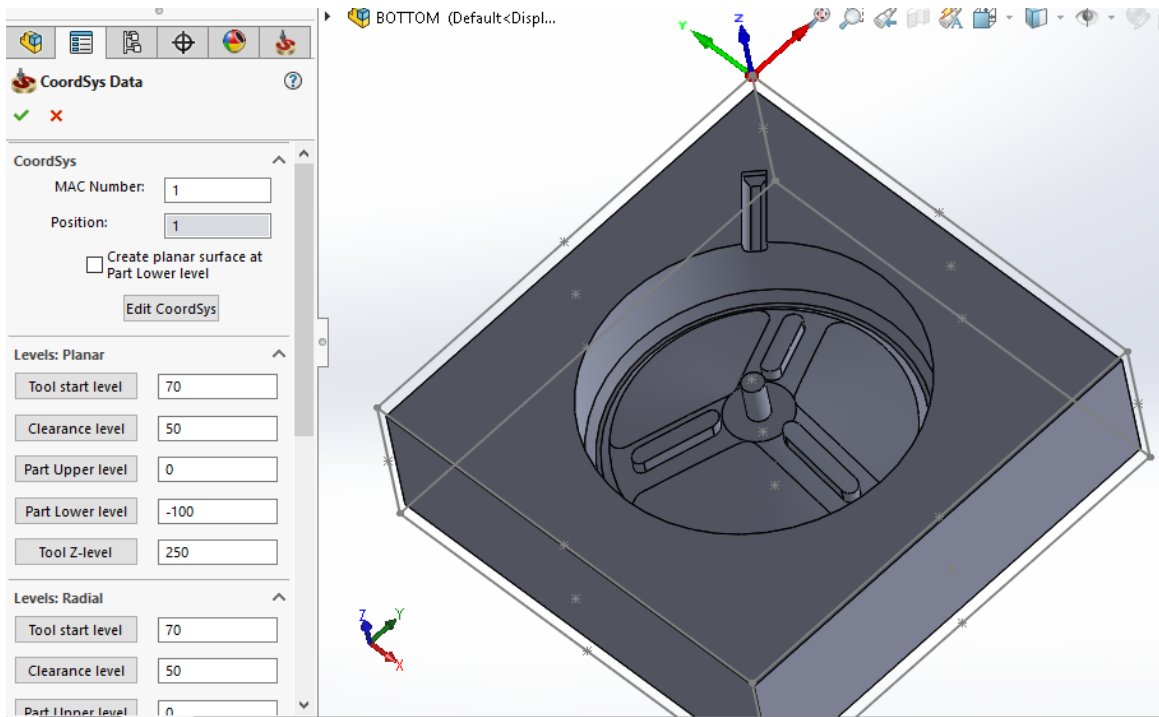 BOTTOM (Default<Displ...
CoordSys Data
CoordSys
MAC Number: 1
Position: 1
Create planar surface at
Part Lower level
Edit CoordSys
Levels: Planar
Tool start level 70
Clearance level 50
Part Upper level 0
Part Lower level -100
Tool Z-level 250
Levels: Radial
Tool start level 70
Clearance level 50
Part Upper level 0
Y
Z
Z
Y
X